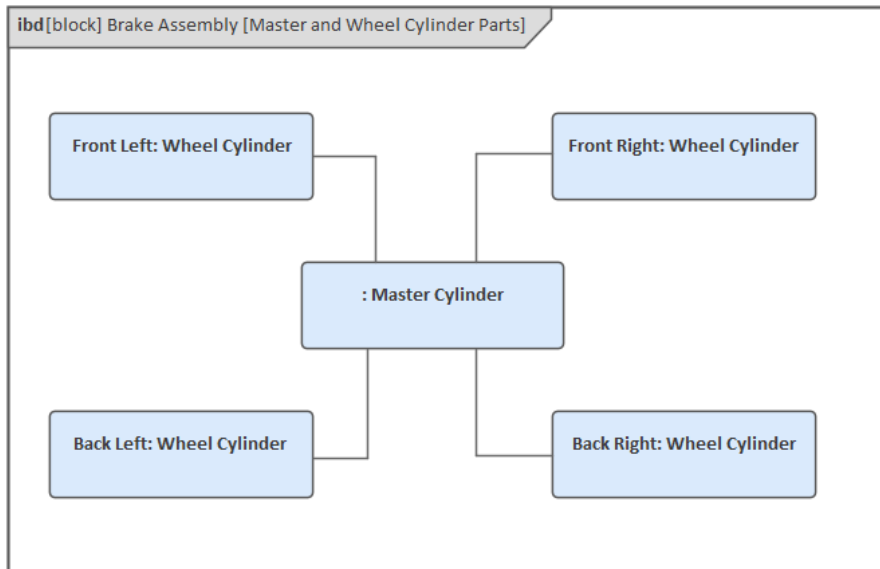 ibd[block] Brake Assembly [Master and Wheel Cylinder Parts]
Front Left: Wheel Cylinder
Front Right: Wheel Cylinder
: Master Cylinder
Back Left: Wheel Cylinder
Back Right: Wheel Cylinder